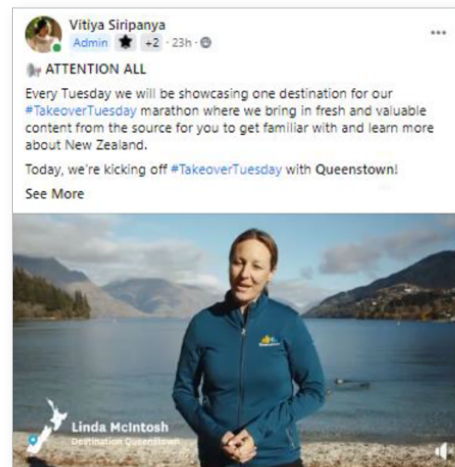 Vitiya Siripanya
Admin +2 · 23h ·
ATTENTION ALL
Every Tuesday we will be showcasing one destination for our
#TakeoverTuesday marathon where we bring in fresh and valuable
content from the source for you to get familiar with and learn more
about New Zealand.
Today, we're kicking off #TakeoverTuesday with Queenstown!
See More
Linda McIntosh
Destination Queenstown